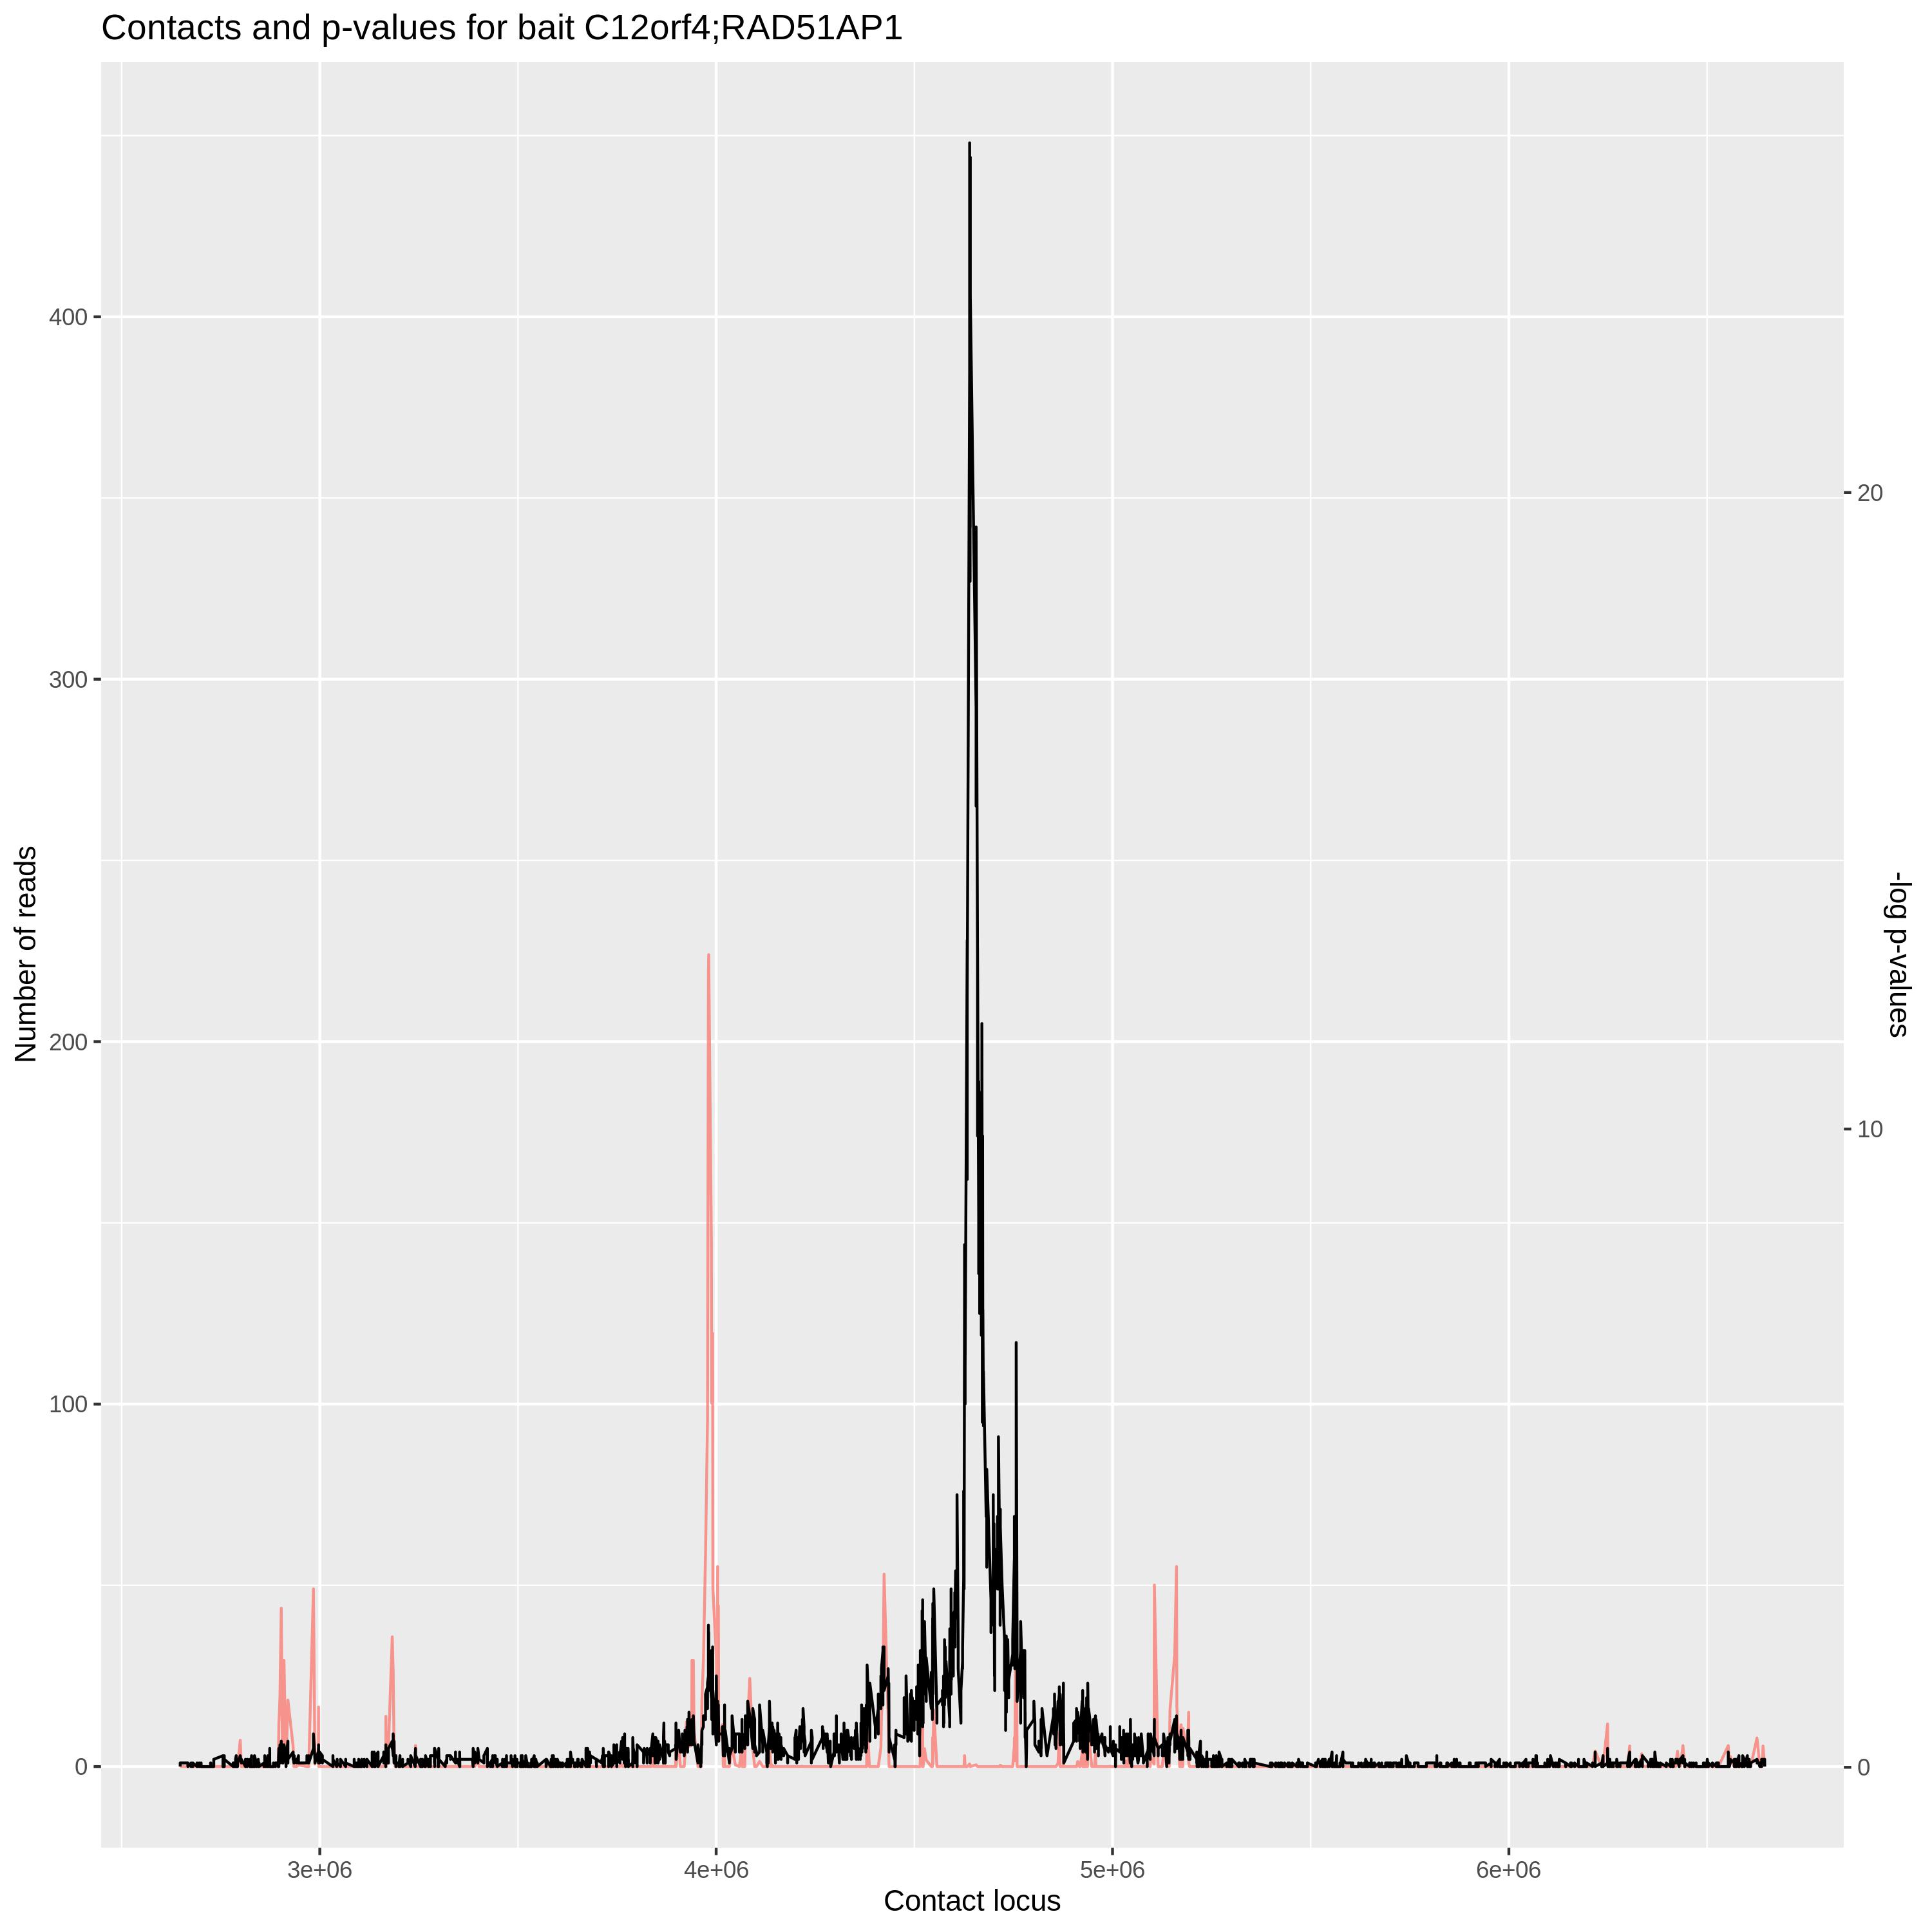 Contacts and p-values for bait C12orf4;RAD51AP1
Number of reads
400
300
200
100
0
20
10
0
-log p-values
3e+06
4e+06
5e+06
6e+06
Contact locus